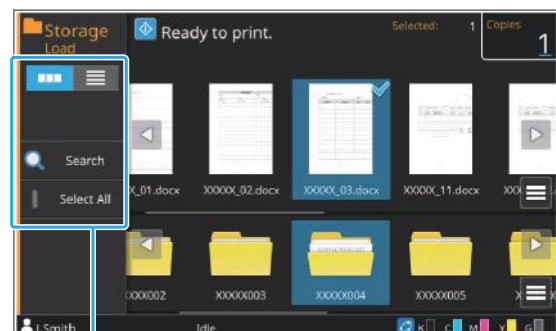 Storage
Load
Ready to print.
Selected: 1
Copies
1
Search
Select All
X_01.docx
XXXXX_02.docx
XXXXX_03.docx
XXXXX_11.docx
XXX
XXXX002
XXXXX003
XXXXX004
XXXXX005
J.Smith
Idle
K
C
M
Y
G